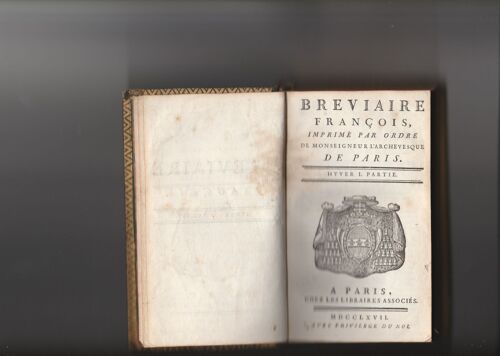 BREVIAIRE
FRANÇOIS,
IMPRIMÉ PAR ORDRE
DE MONSEIGNEUR L'ARCHEVESQUE
DE PARIS.
HYVER I. PARTIE.
A PARIS,
CHEZ LES LIBRAIRES ASSOCIÉS.
MDCCLXVII.
AVEC PRIVILEGE DU ROI.